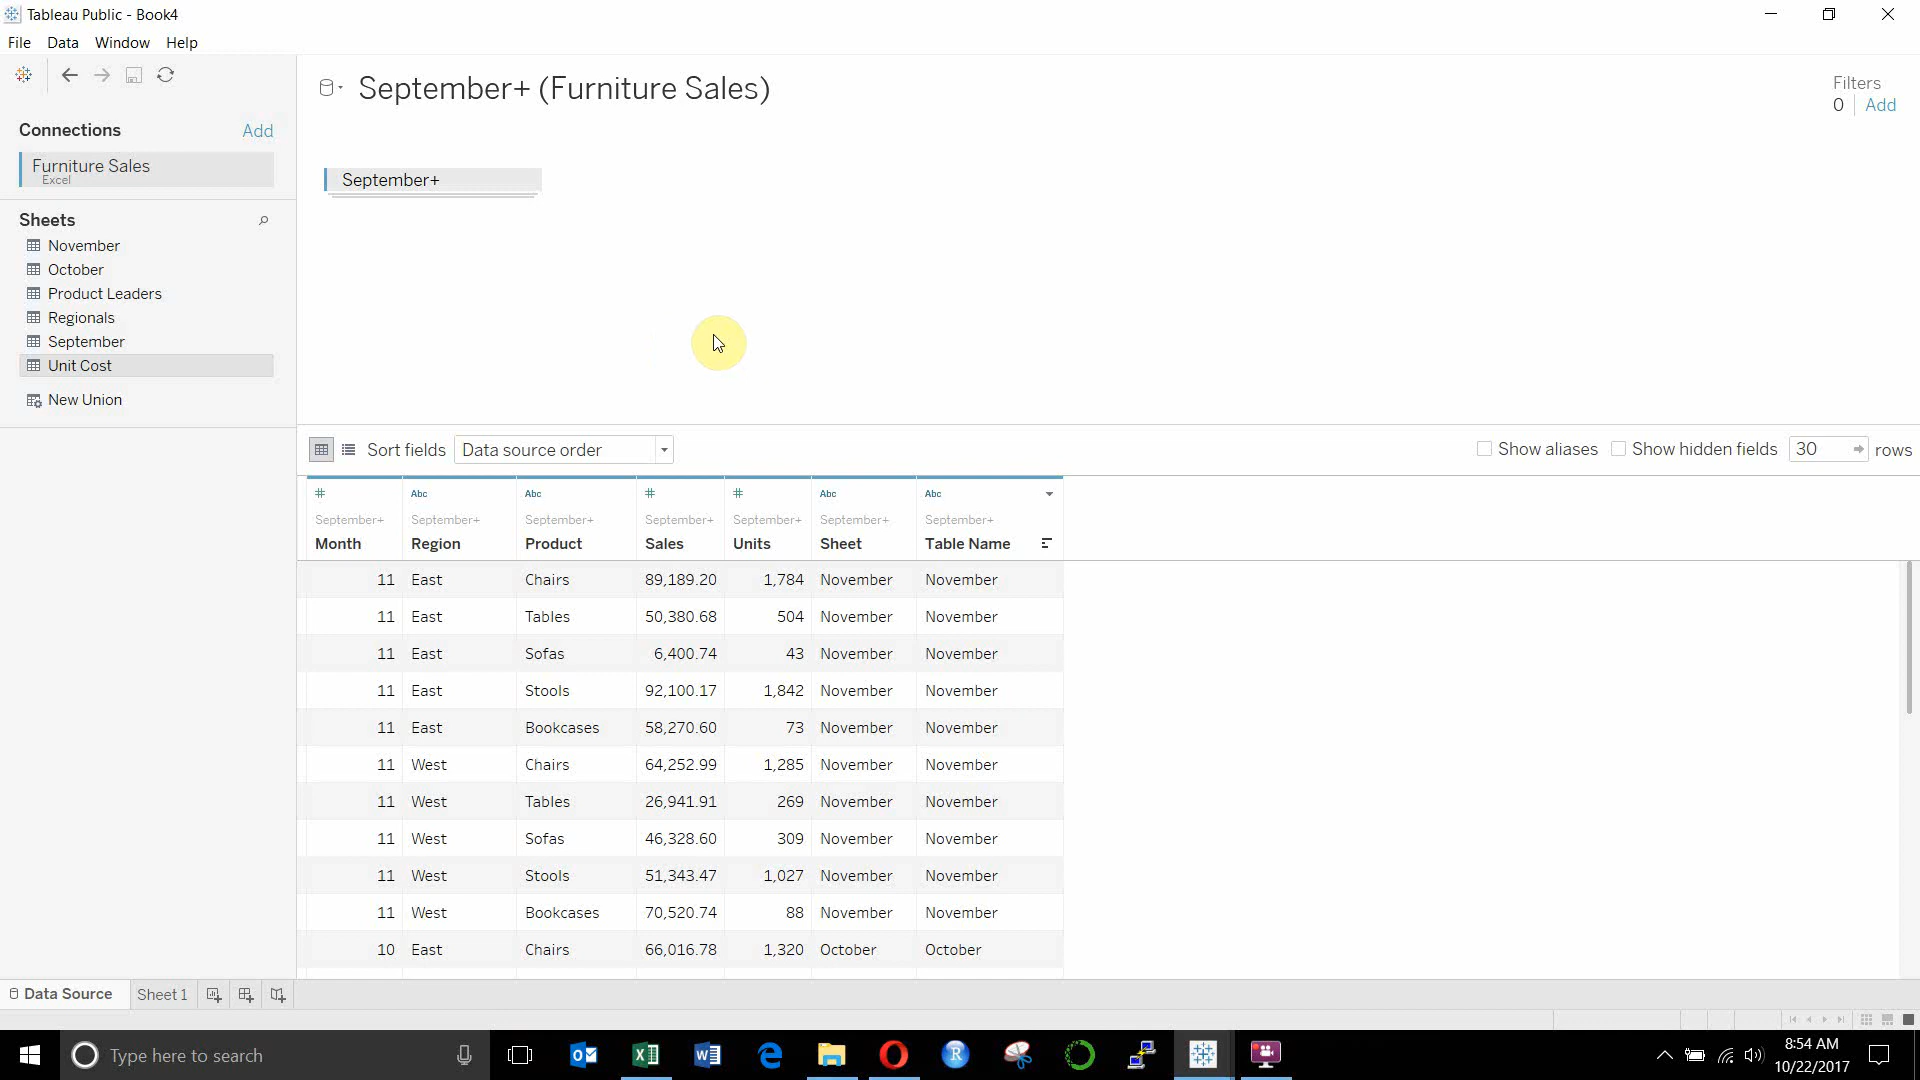 Tableau Public - Book4
File Data Window Help
September+ (Furniture Sales)
Filters
0 Add
Connections Add
Furniture Sales
Excel
September+
Sheets
November
October
Product Leaders
Regionals
September
Unit Cost
New Union
Sort fields Data source order Show aliases Show hidden fields 30 rows
# Abc Abc # # Abc Abc
September+ September+ September+ September+ September+ September+ September+
Month Region Product Sales Units Sheet Table Name
11 East Chairs 89,189.20 1,784 November November
11 East Tables 50,380.68 504 November November
11 East Sofas 6,400.74 43 November November
11 East Stools 92,100.17 1,842 November November
11 East Bookcases 58,270.60 73 November November
11 West Chairs 64,252.99 1,285 November November
11 West Tables 26,941.91 269 November November
11 West Sofas 46,328.60 309 November November
11 West Stools 51,343.47 1,027 November November
11 West Bookcases 70,520.74 88 November November
10 East Chairs 66,016.78 1,320 October October
Data Source Sheet 1
Type here to search
8:54 AM
10/22/2017